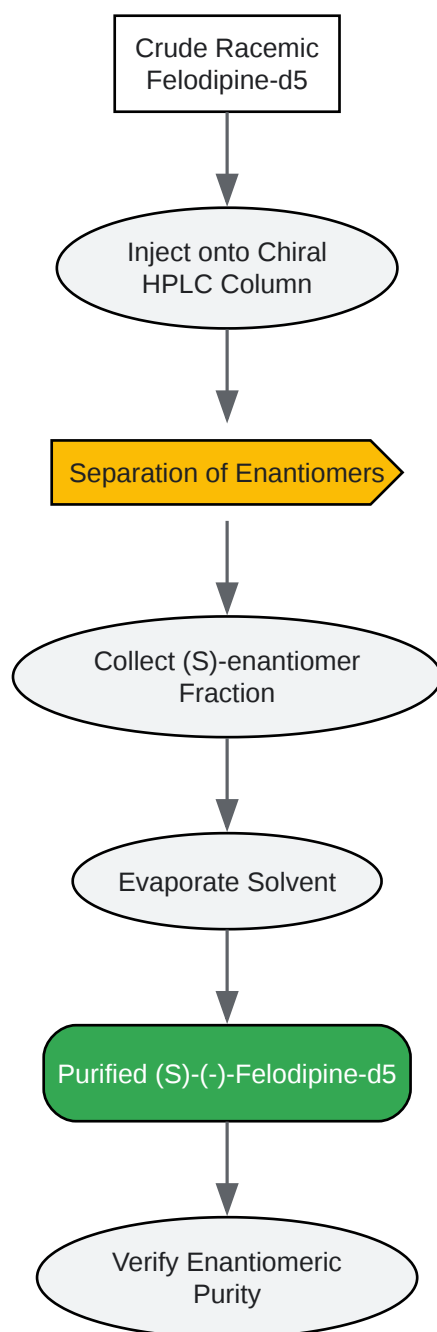 Crude Racemic
Felodipine-d5
Inject onto Chiral
HPLC Column
Separation of Enantiomers
Collect (S)-enantiomer
Fraction
Evaporate Solvent
Purified (S)-(-)-Felodipine-d5
Verify Enantiomeric
Purity